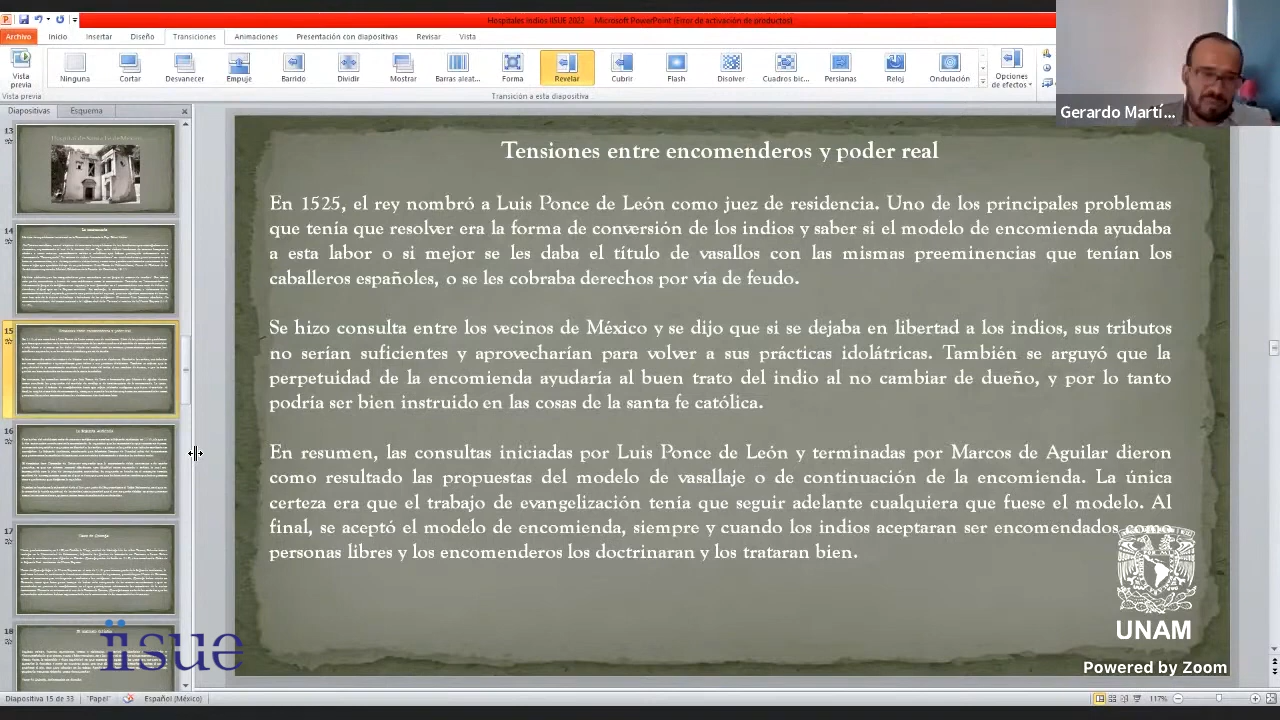 Hospitales Indios IISUE 2022 - Microsoft PowerPoint (Error de activación de productos)
Archivo Inicio Insertar Diseño Transiciones Animaciones Presentación con diapositivas Revisar Vista
Vista previa
Ninguna Cortar Desvanecer Empuje Barrido Dividir Mostrar Barras aleat... Forma Revelar Cubrir Flash Disolver Cuadros bic... Persianas Reloj Ondulación
Opciones de efectos
Vista previa
Transición a esta diapositiva
Gerardo Martí...
Diapositivas Esquema
13
14
15
16
17
18
Tensiones entre encomenderos y poder real
En 1525, el rey nombró a Luis Ponce de León como juez de residencia. Uno de los principales problemas
que tenía que resolver era la forma de conversión de los indios y saber si el modelo de encomienda ayudaba
a esta labor o si mejor se les daba el título de vasallos con las mismas preeminencias que tenían los
caballeros españoles, o se les cobraba derechos por vía de feudo.
Se hizo consulta entre los vecinos de México y se dijo que si se dejaba en libertad a los indios, sus tributos
no serían suficientes y aprovecharían para volver a sus prácticas idolátricas. También se arguyó que la
perpetuidad de la encomienda ayudaría al buen trato del indio al no cambiar de dueño, y por lo tanto
podría ser bien instruido en las cosas de la santa fe católica.
En resumen, las consultas iniciadas por Luis Ponce de León y terminadas por Marcos de Aguilar dieron
como resultado las propuestas del modelo de vasallaje o de continuación de la encomienda. La única
certeza era que el trabajo de evangelización tenía que seguir adelante cualquiera que fuese el modelo. Al
final, se aceptó el modelo de encomienda, siempre y cuando los indios aceptaran ser encomendados como
personas libres y los encomenderos los doctrinaran y los trataran bien.
UNAM
iisue
Powered by Zoom
Diapositiva 15 de 33 "Papel" Español (México) 117%